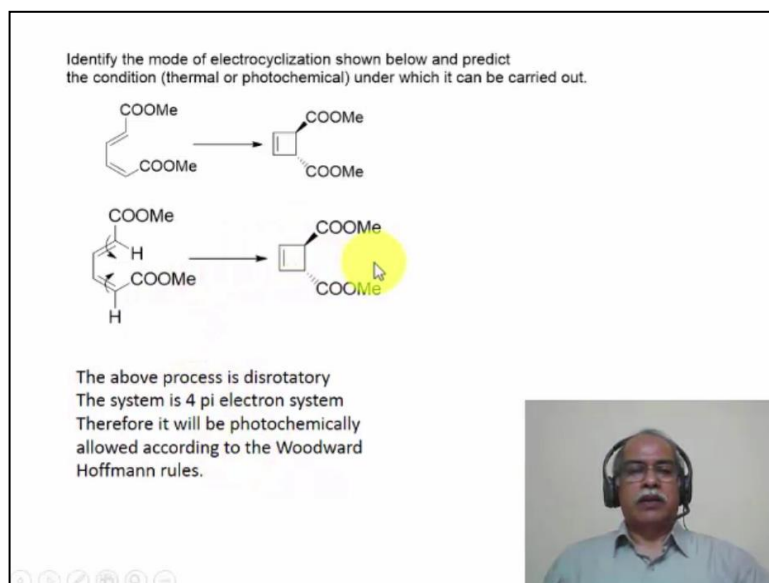 Identify the mode of electrocyclization shown below and predict
the condition (thermal or photochemical) under which it can be carried out.
COOMe
COOMe
COOMe
COOMe
COOMe
H
COOMe
H
COOMe
COOMe
The above process is disrotatory
The system is 4 pi electron system
Therefore it will be photochemically
allowed according to the Woodward
Hoffmann rules.